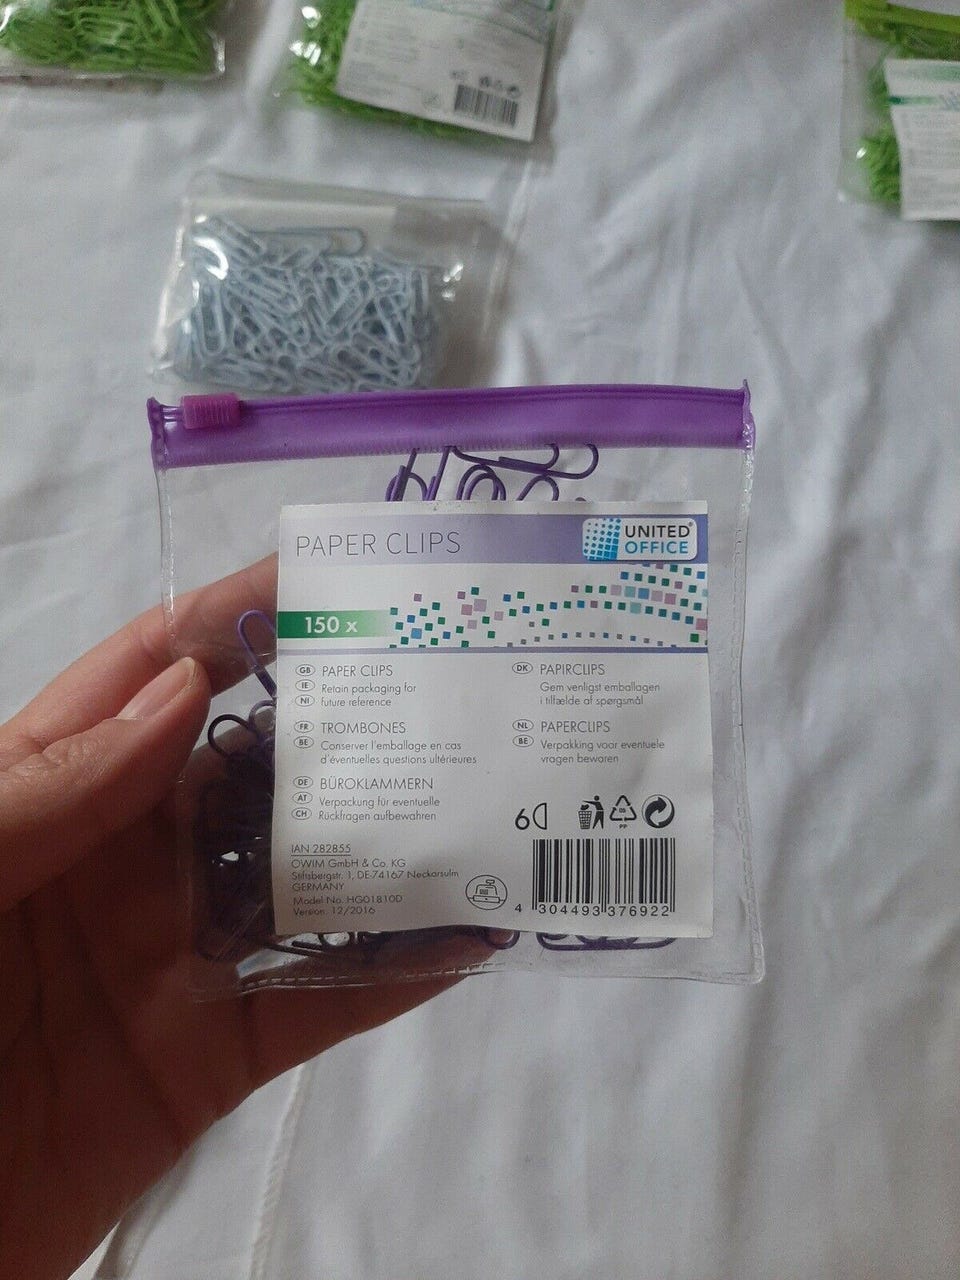 PAPER CLIPS
UNITED®
OFFICE
150 x
GB PAPER CLIPS
IE Retain packaging for
NI future reference
FR TROMBONES
BE Conserver l'emballage en cas
d'éventuelles questions ultérieures
DE BÜROKLAMMERN
AT Verpackung für eventuelle
CH Rückfragen aufbewahren
DK PAPIRCLIPS
Gem venligst emballagen
i tilfælde af spørgsmål
NL PAPERCLIPS
BE Verpakking voor eventuele
vragen bewaren
IAN 282855
OWIM GmbH & Co. KG
Stiftsbergstr. 1, DE-74167 Neckarsulm
GERMANY
Model No. HG01810D
Version: 12/2016
6
05
PP
4 304493 376922